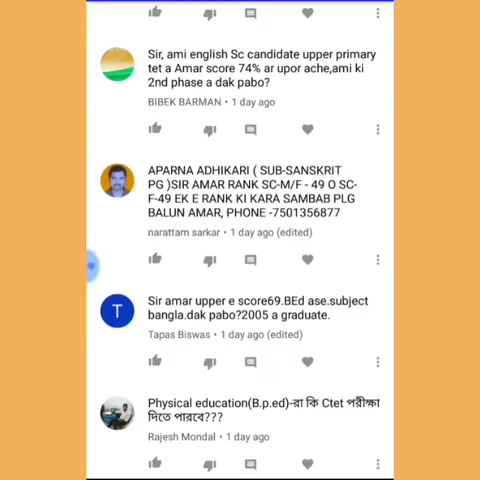 Sir, ami english Sc candidate upper primary
tet a Amar score 74% ar upor ache,ami ki
2nd phase a dak pabo?
BIBEK BARMAN • 1 day ago
APARNA ADHIKARI ( SUB-SANSKRIT
PG )SIR AMAR RANK SC-M/F - 49 O SC-
F-49 EK E RANK KI KARA SAMBAB PLG
BALUN AMAR, PHONE -7501356877
narattam sarkar • 1 day ago (edited)
Sir amar upper e score69.BEd ase.subject
bangla.dak pabo?2005 a graduate.
T
Tapas Biswas • 1 day ago (edited)
Physical education(B.p.ed)-রা কি Ctet পরীক্ষা
দিতে পারবে???
Rajesh Mondal • 1 day ago